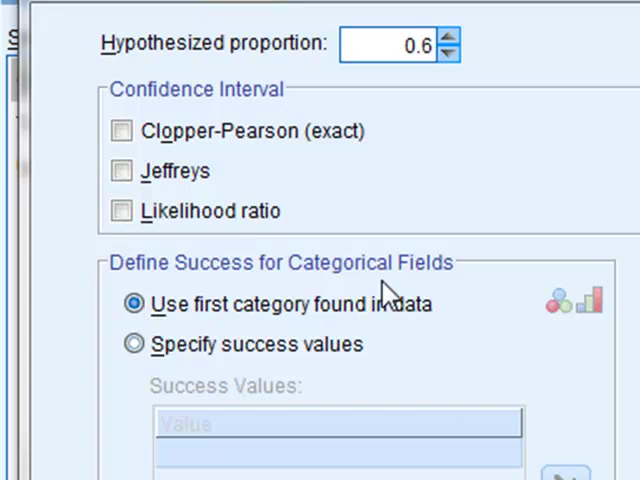 Hypothesized proportion: 0.6
S
Confidence Interval
Clopper-Pearson (exact)
Jeffreys
Likelihood ratio
Define Success for Categorical Fields
Use first category found in data
Specify success values
Success Values:
Value